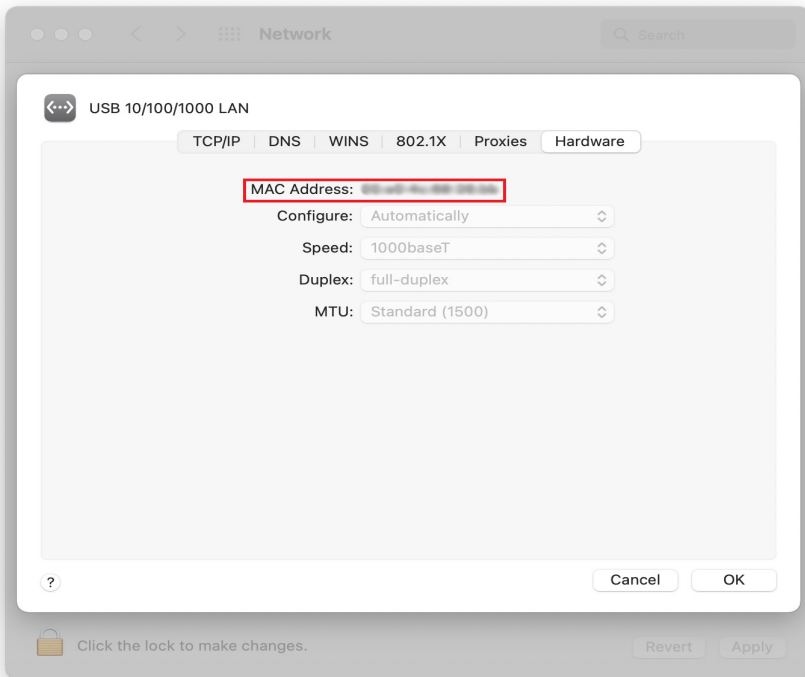 Network
Search
USB 10/100/1000 LAN
TCP/IP DNS WINS 802.1X Proxies Hardware
MAC Address:
Configure: Automatically
Speed: 1000baseT
Duplex: full-duplex
MTU: Standard (1500)
? Cancel OK
Click the lock to make changes. Revert Apply